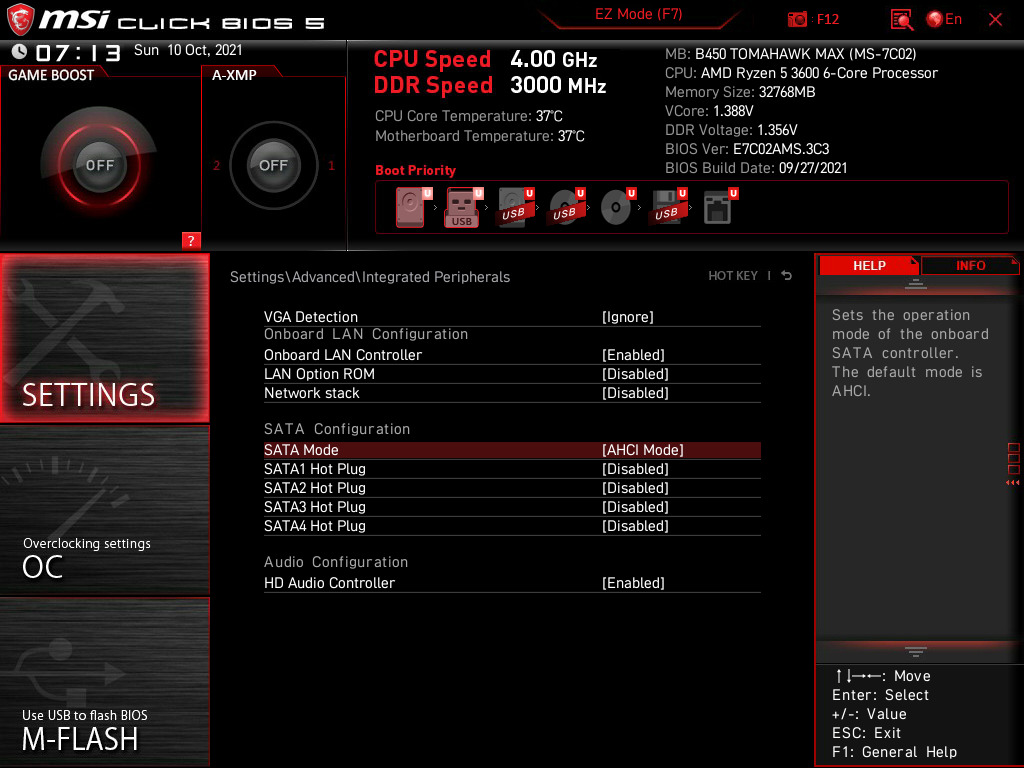 msi CLICK BIOS 5
EZ Mode (F7)
: F12
En
07:13 Sun 10 Oct, 2021
GAME BOOST
OFF
?
A-XMP
2 OFF 1
CPU Speed 4.00 GHz
DDR Speed 3000 MHz
CPU Core Temperature: 37℃
Motherboard Temperature: 37℃
MB: B450 TOMAHAWK MAX (MS-7C02)
CPU: AMD Ryzen 5 3600 6-Core Processor
Memory Size: 32768MB
VCore: 1.388V
DDR Voltage: 1.356V
BIOS Ver: E7C02AMS.3C3
BIOS Build Date: 09/27/2021
Boot Priority
U U U U U U U
USB USB USB USB
SETTINGS
Overclocking settings
OC
Use USB to flash BIOS
M-FLASH
Settings\Advanced\Integrated Peripherals
HOT KEY |
VGA Detection [Ignore]
Onboard LAN Configuration
Onboard LAN Controller [Enabled]
LAN Option ROM [Disabled]
Network stack [Disabled]
SATA Configuration
SATA Mode [AHCI Mode]
SATA1 Hot Plug [Disabled]
SATA2 Hot Plug [Disabled]
SATA3 Hot Plug [Disabled]
SATA4 Hot Plug [Disabled]
Audio Configuration
HD Audio Controller [Enabled]
HELP
INFO
Sets the operation
mode of the onboard
SATA controller.
The default mode is
AHCI.
↑↓→←: Move
Enter: Select
+/-: Value
ESC: Exit
F1: General Help